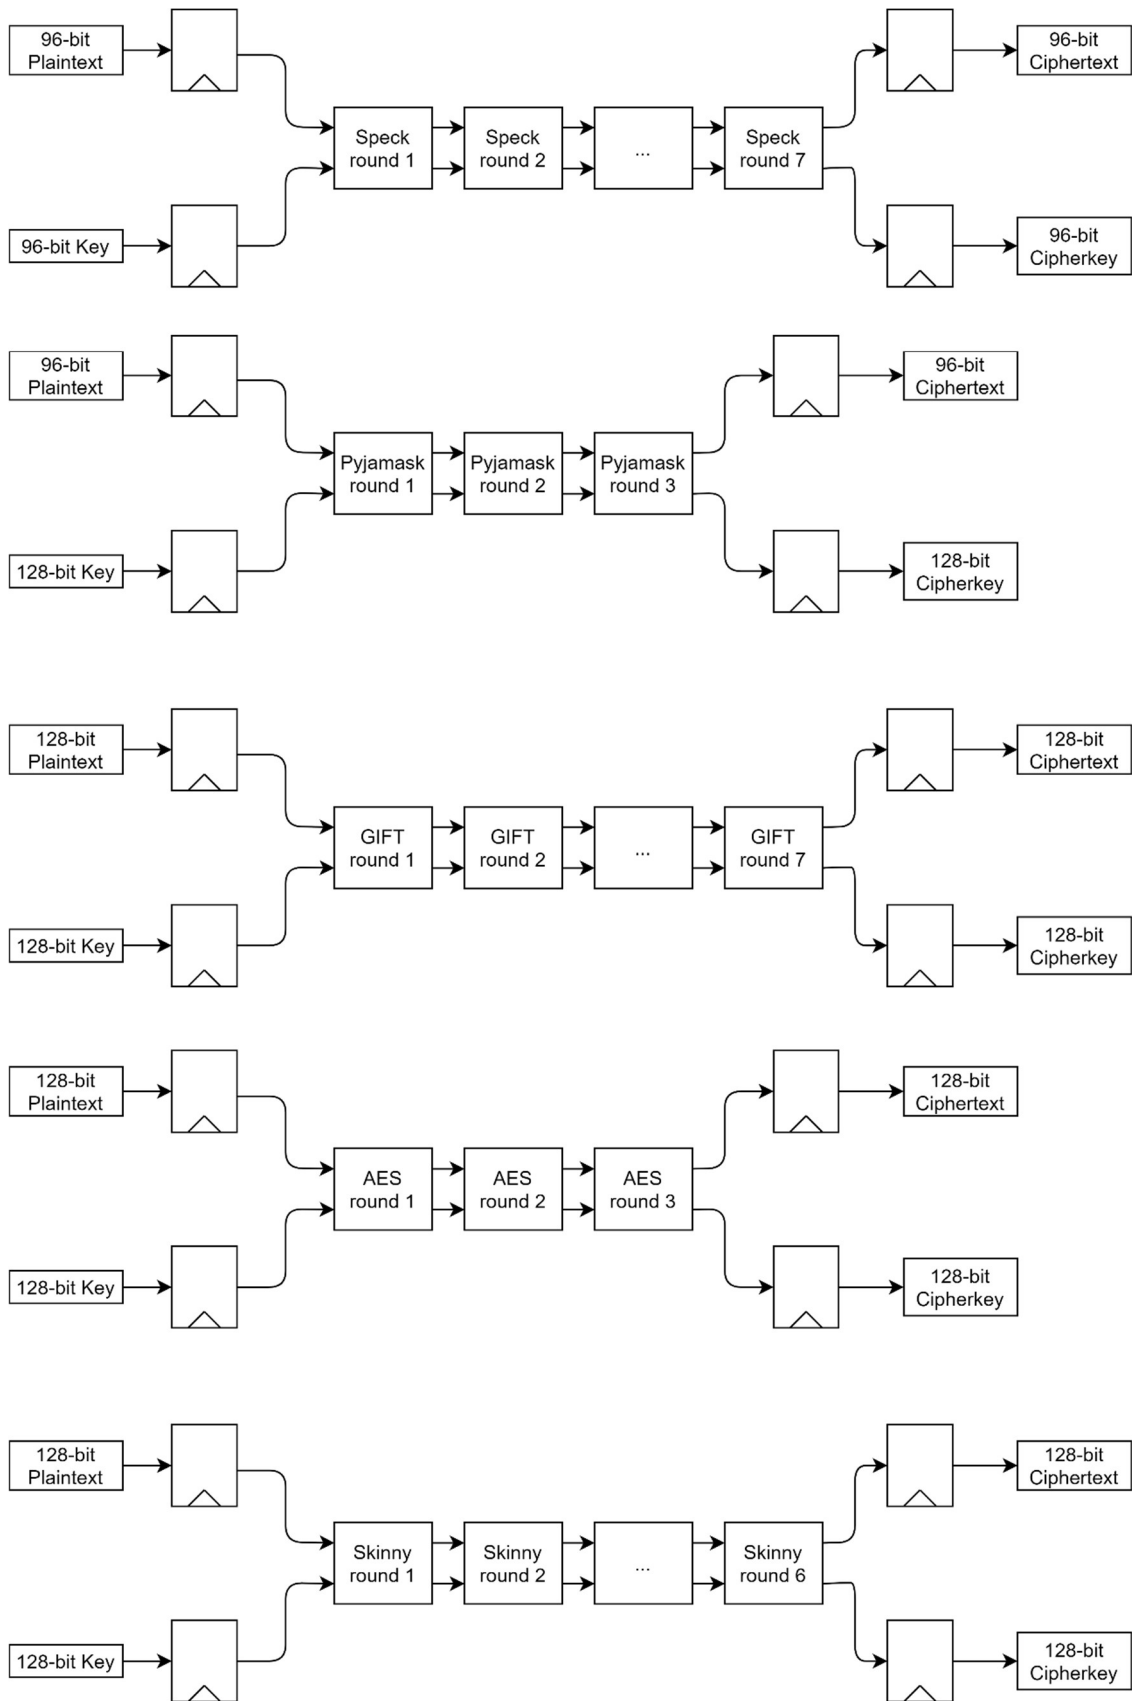 96-bit
Plaintext
96-bit
Ciphertext
Speck
round 1
Speck
round 2
...
Speck
round 7
96-bit Key
96-bit
Cipherkey
96-bit
Plaintext
96-bit
Ciphertext
Pyjamask
round 1
Pyjamask
round 2
Pyjamask
round 3
128-bit Key
128-bit
Cipherkey
128-bit
Plaintext
128-bit
Ciphertext
GIFT
round 1
GIFT
round 2
...
GIFT
round 7
128-bit Key
128-bit
Cipherkey
128-bit
Plaintext
128-bit
Ciphertext
AES
round 1
AES
round 2
AES
round 3
128-bit Key
128-bit
Cipherkey
128-bit
Plaintext
128-bit
Ciphertext
Skinny
round 1
Skinny
round 2
...
Skinny
round 6
128-bit Key
128-bit
Cipherkey